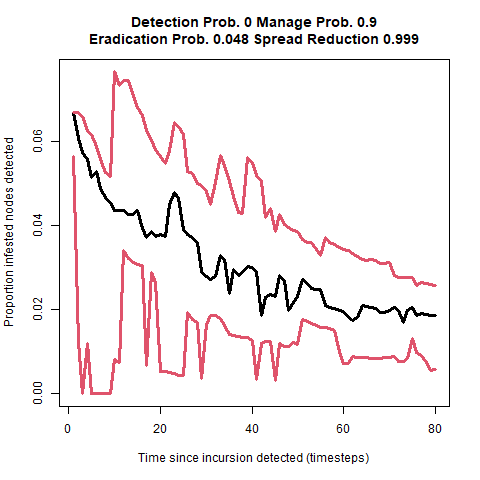 Detection Prob. 0 Manage Prob. 0.9
Eradication Prob. 0.048 Spread Reduction 0.999
Proportion infested nodes detected
0.06
0.04
0.02
0.00
0 20 40 60 80
Time since incursion detected (timesteps)